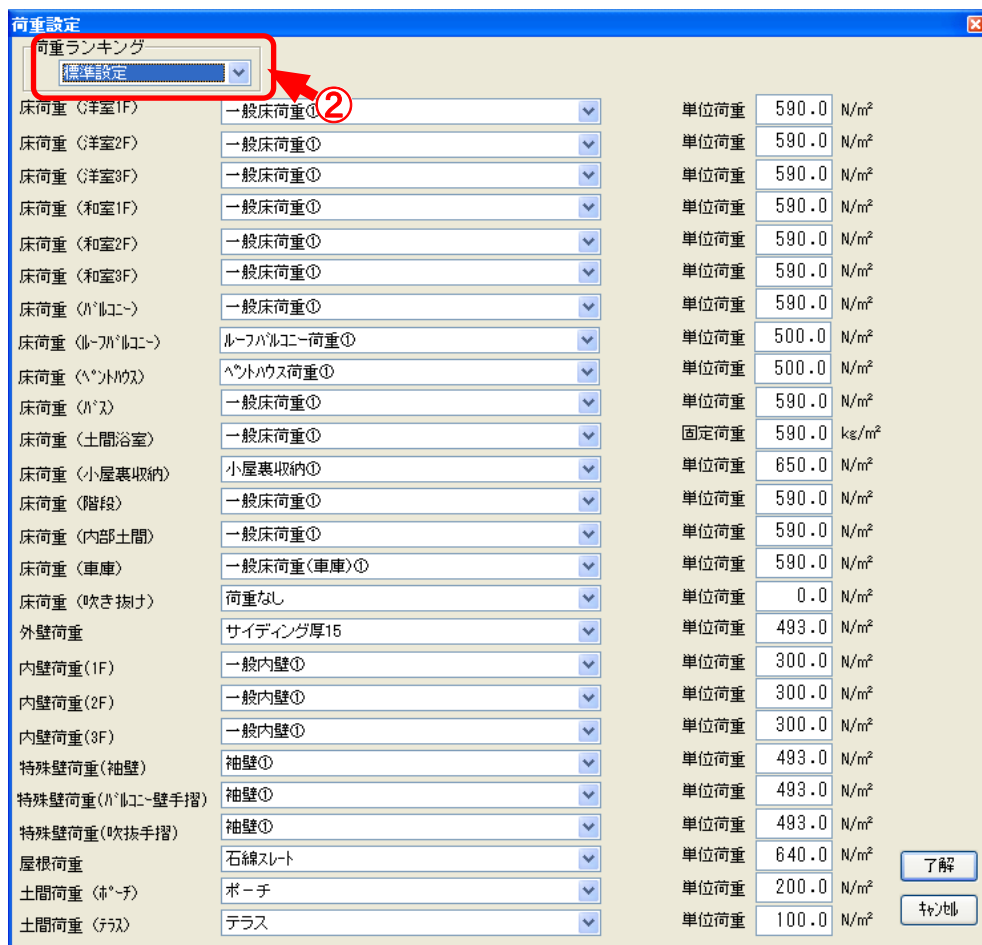 荷重設定
荷重ランキング
標準設定
②
床荷重（洋室1F） 一般床荷重① 単位荷重 590.0 N/m²
床荷重（洋室2F） 一般床荷重① 単位荷重 590.0 N/m²
床荷重（洋室3F） 一般床荷重① 単位荷重 590.0 N/m²
床荷重（和室1F） 一般床荷重① 単位荷重 590.0 N/m²
床荷重（和室2F） 一般床荷重① 単位荷重 590.0 N/m²
床荷重（和室3F） 一般床荷重① 単位荷重 590.0 N/m²
床荷重（ﾊﾞﾙｺﾆｰ） 一般床荷重① 単位荷重 590.0 N/m²
床荷重（ﾙｰﾌﾊﾞﾙｺﾆｰ） ﾙｰﾌﾊﾞﾙｺﾆｰ荷重① 単位荷重 500.0 N/m²
床荷重（ﾍﾟﾝﾄﾊｳｽ） ﾍﾟﾝﾄﾊｳｽ荷重① 単位荷重 500.0 N/m²
床荷重（ﾊﾞｽ） 一般床荷重① 単位荷重 590.0 N/m²
床荷重（土間浴室） 一般床荷重① 固定荷重 590.0 kg/m²
床荷重（小屋裏収納） 小屋裏収納① 単位荷重 650.0 N/m²
床荷重（階段） 一般床荷重① 単位荷重 590.0 N/m²
床荷重（内部土間） 一般床荷重① 単位荷重 590.0 N/m²
床荷重（車庫） 一般床荷重(車庫)① 単位荷重 590.0 N/m²
床荷重（吹き抜け） 荷重なし 単位荷重 0.0 N/m²
外壁荷重 サイディング厚15 単位荷重 493.0 N/m²
内壁荷重(1F) 一般内壁① 単位荷重 300.0 N/m²
内壁荷重(2F) 一般内壁① 単位荷重 300.0 N/m²
内壁荷重(3F) 一般内壁① 単位荷重 300.0 N/m²
特殊壁荷重(袖壁) 袖壁① 単位荷重 493.0 N/m²
特殊壁荷重(ﾊﾞﾙｺﾆｰ壁手摺) 袖壁① 単位荷重 493.0 N/m²
特殊壁荷重(吹抜手摺) 袖壁① 単位荷重 493.0 N/m²
屋根荷重 石綿ｽﾚｰﾄ 単位荷重 640.0 N/m²
土間荷重（ﾎﾟｰﾁ） ポーチ 単位荷重 200.0 N/m²
土間荷重（ﾃﾗｽ） テラス 単位荷重 100.0 N/m²
了解
ｷｬﾝｾﾙ